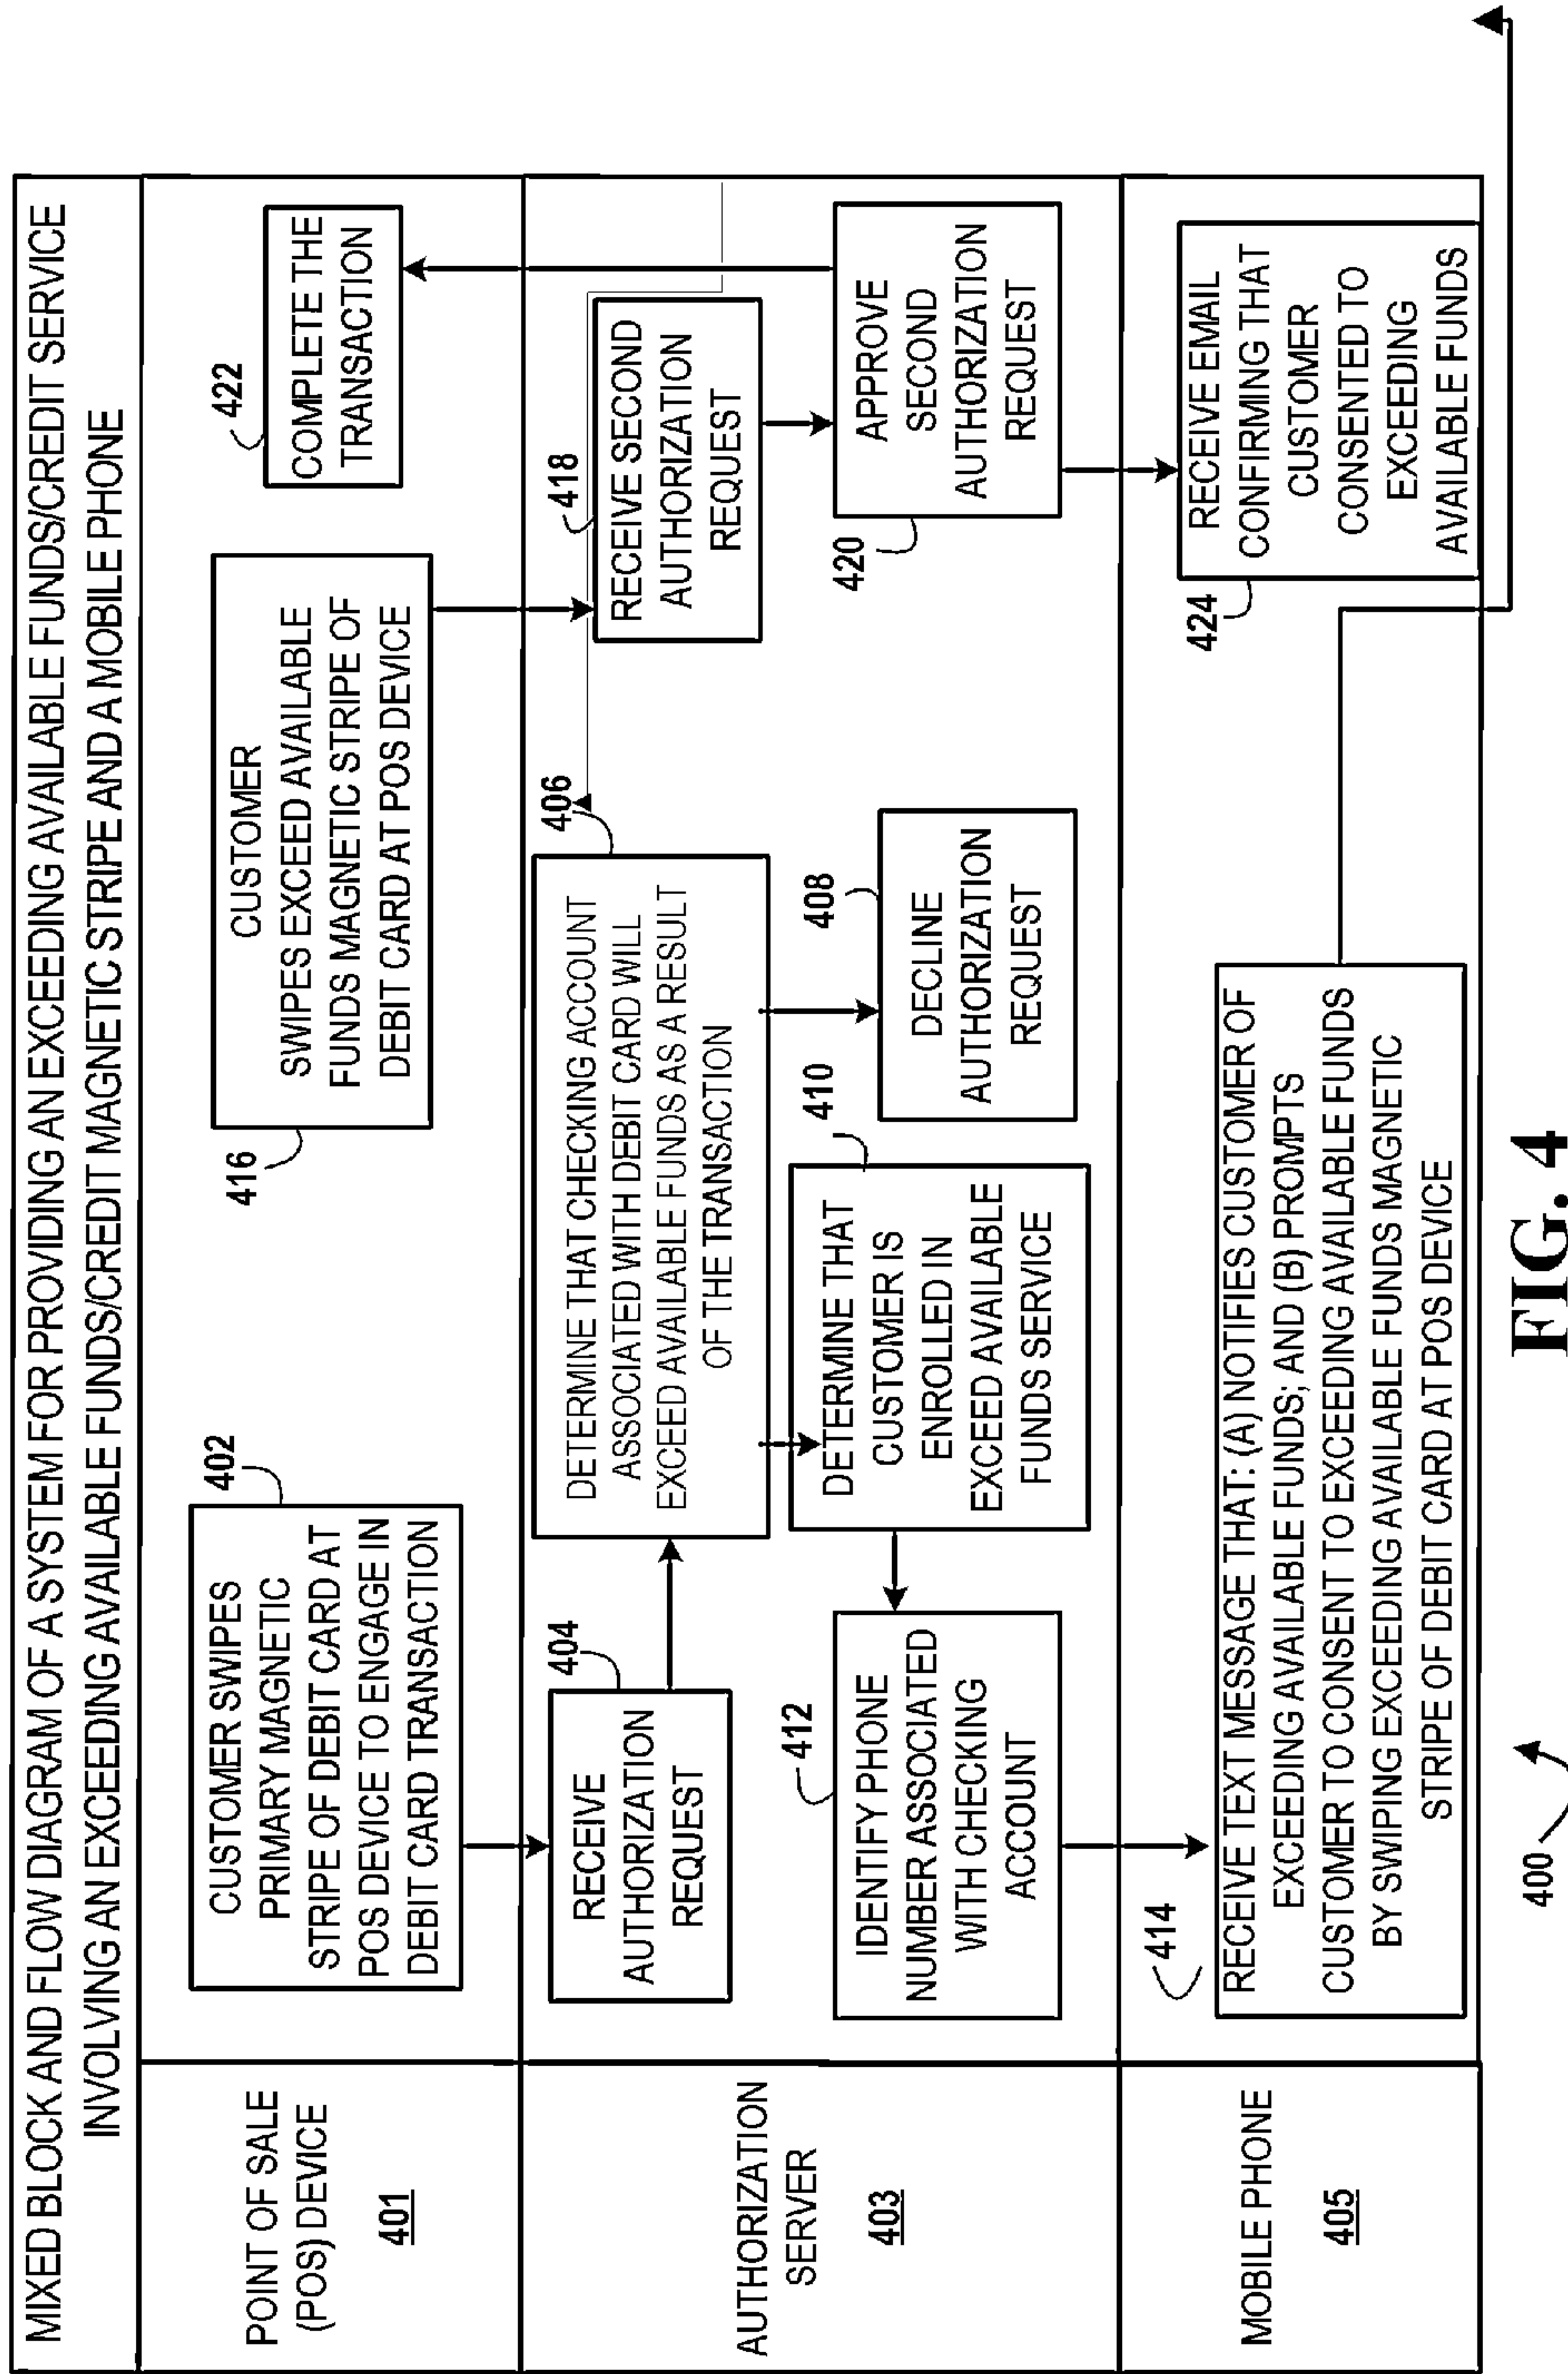 MIXED BLOCK AND FLOW DIAGRAM OF A SYSTEM FOR PROVIDING AN EXCEEDING AVAILABLE FUNDS/CREDIT SERVICE
INVOLVING AN EXCEEDING AVAILABLE FUNDS/CREDIT MAGNETIC STRIPE AND A MOBILE PHONE
POINT OF SALE
(POS) DEVICE
401
402
CUSTOMER SWIPES
PRIMARY MAGNETIC
STRIPE OF DEBIT CARD AT
POS DEVICE TO ENGAGE IN
DEBIT CARD TRANSACTION
416
CUSTOMER
SWIPES EXCEED AVAILABLE
FUNDS MAGNETIC STRIPE OF
DEBIT CARD AT POS DEVICE
422
COMPLETE THE
TRANSACTION
AUTHORIZATION
SERVER
403
404
RECEIVE
AUTHORIZATION
REQUEST
406
DETERMINE THAT CHECKING ACCOUNT
ASSOCIATED WITH DEBIT CARD WILL
EXCEED AVAILABLE FUNDS AS A RESULT
OF THE TRANSACTION
418
RECEIVE SECOND
AUTHORIZATION
REQUEST
412
IDENTIFY PHONE
NUMBER ASSOCIATED
WITH CHECKING
ACCOUNT
410
DETERMINE THAT
CUSTOMER IS
ENROLLED IN
EXCEED AVAILABLE
FUNDS SERVICE
408
DECLINE
AUTHORIZATION
REQUEST
420
APPROVE
SECOND
AUTHORIZATION
REQUEST
MOBILE PHONE
405
414
RECEIVE TEXT MESSAGE THAT: (A) NOTIFIES CUSTOMER OF
EXCEEDING AVAILABLE FUNDS; AND (B) PROMPTS
CUSTOMER TO CONSENT TO EXCEEDING AVAILABLE FUNDS
BY SWIPING EXCEEDING AVAILABLE FUNDS MAGNETIC
STRIPE OF DEBIT CARD AT POS DEVICE
424
RECEIVE EMAIL
CONFIRMING THAT
CUSTOMER
CONSENTED TO
EXCEEDING
AVAILABLE FUNDS
400
FIG. 4